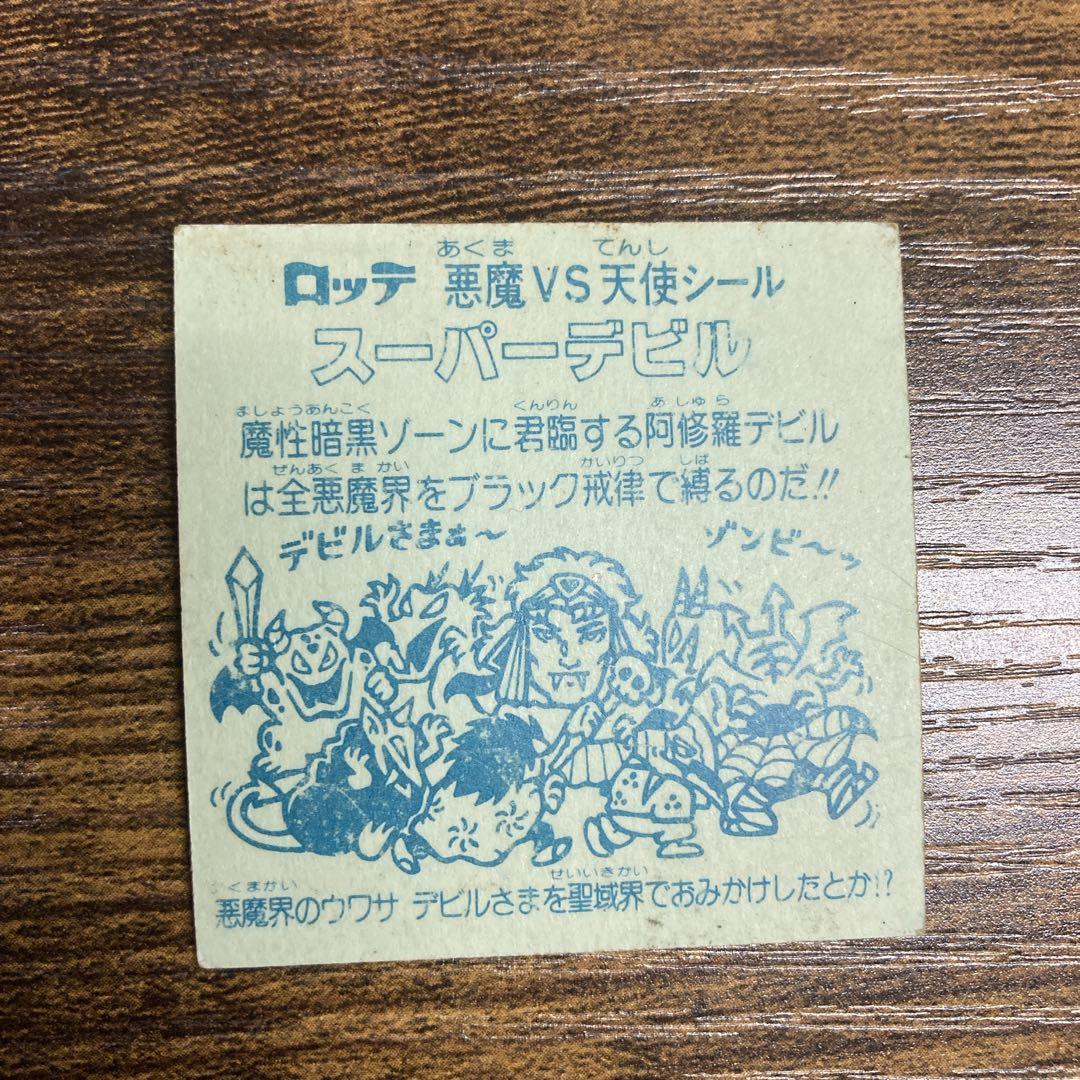 ロッテ 悪魔VS天使シール
あくま てんし
スーパーデビル
ましょうあんこく くんりん あしゅら
魔性暗黒ゾーンに君臨する阿修羅デビル
ぜんあくまかい かいりつ しば
は全悪魔界をブラック戒律で縛るのだ!!
デビルさまぁ〜 ゾンビ〜ッ
くまかい せいいきかい
悪魔界のウワサ デビルさまを聖域界でおみかけしたとか!?